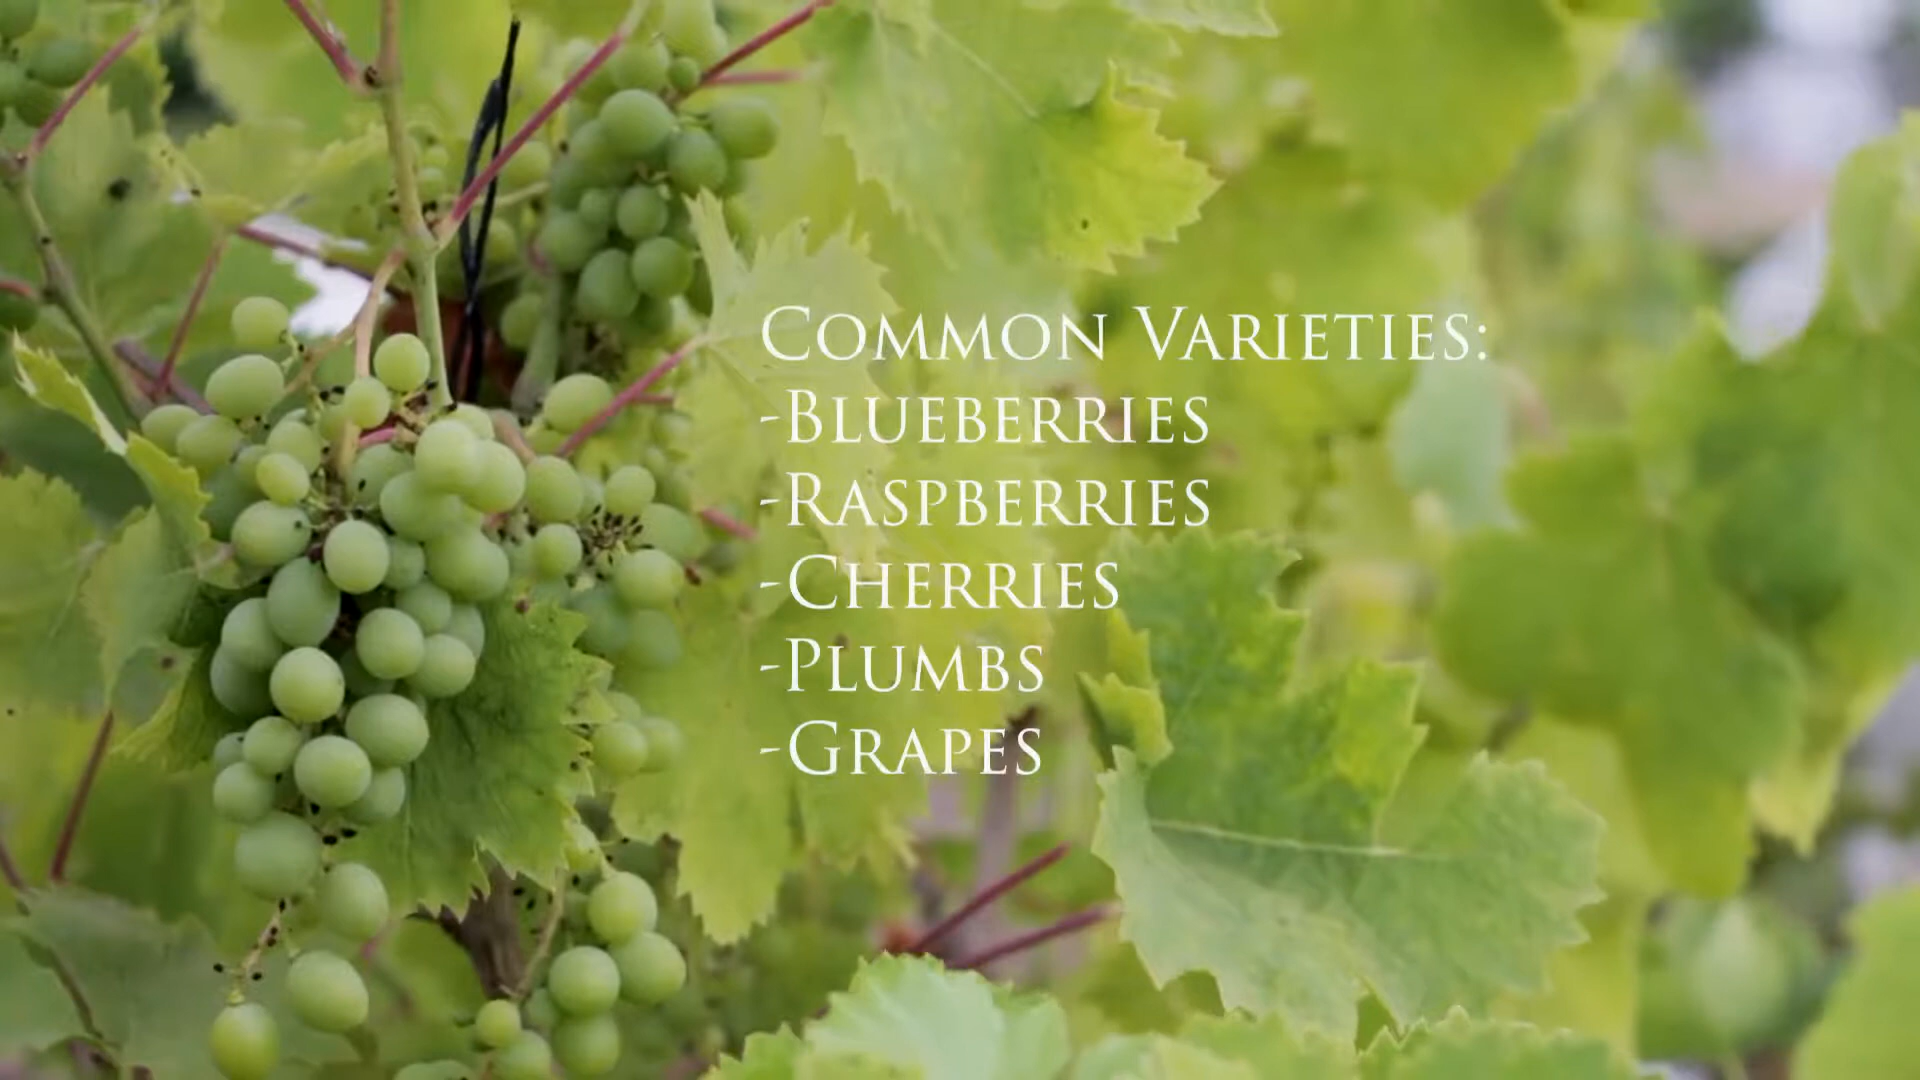 Common Varieties:
-Blueberries
-Raspberries
-Cherries
-Plumbs
-Grapes